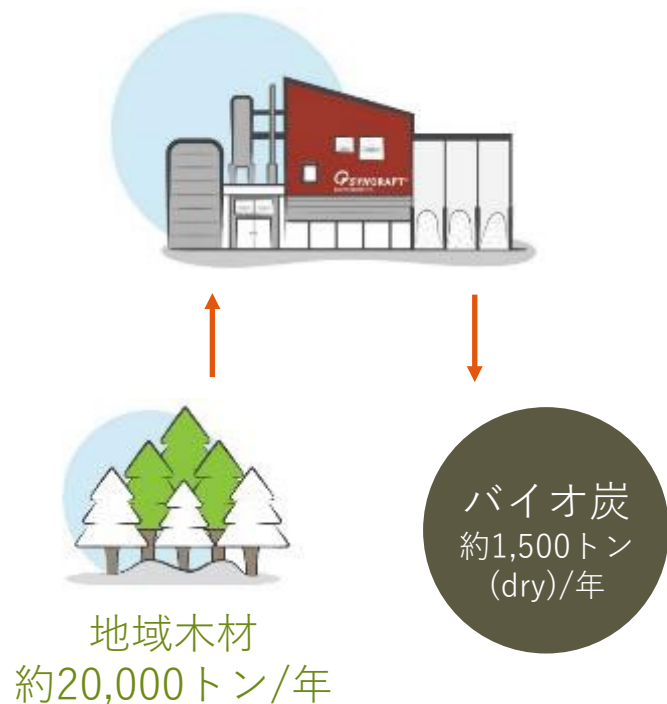 SYNCRAFT
地域木材
約20,000トン/年
バイオ炭
約1,500トン
(dry)/年